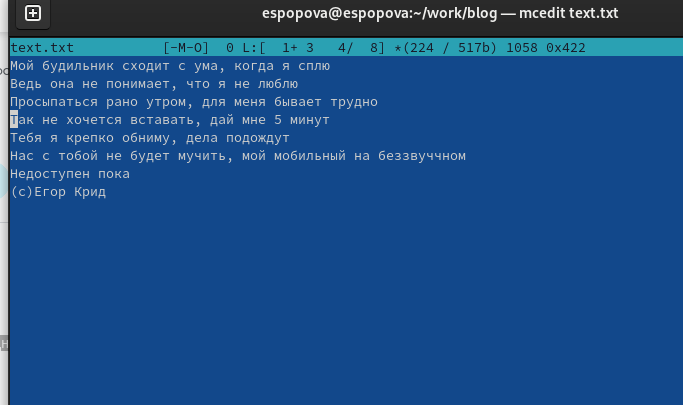 espopova@espopova:~/work/blog — mcedit text.txt
text.txt [-M-O] 0 L:[ 1+ 3 4/ 8] *(224 / 517b) 1058 0x422
Мой будильник сходит с ума, когда я сплю
Ведь она не понимает, что я не люблю
Просыпаться рано утром, для меня бывает трудно
Так не хочется вставать, дай мне 5 минут
Тебя я крепко обниму, дела подождут
Нас с тобой не будет мучить, мой мобильный на беззвуччном
Недоступен пока
(с)Егор Крид